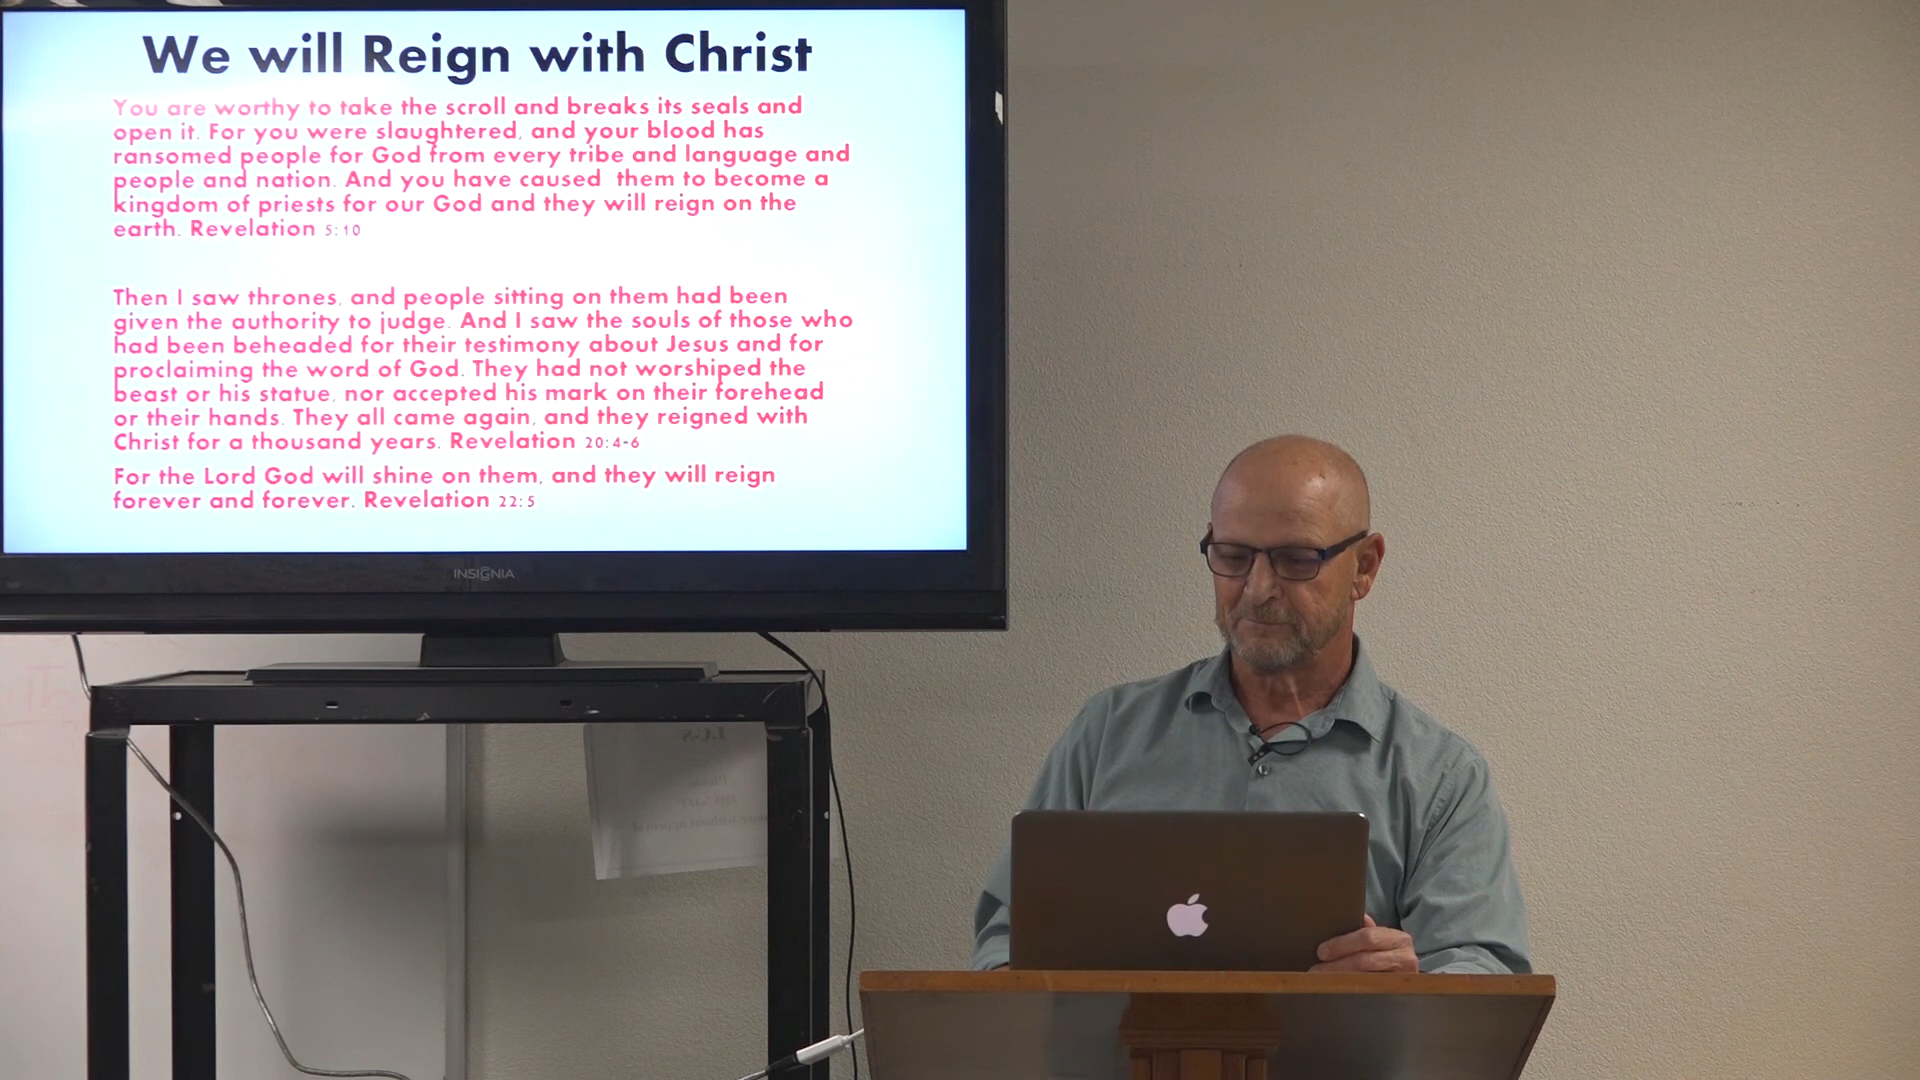 We will Reign with Christ
You are worthy to take the scroll and breaks its seals and
open it. For you were slaughtered, and your blood has
ransomed people for God from every tribe and language and
people and nation. And you have caused them to become a
kingdom of priests for our God and they will reign on the
earth. Revelation 5:10
Then I saw thrones, and people sitting on them had been
given the authority to judge. And I saw the souls of those who
had been beheaded for their testimony about Jesus and for
proclaiming the word of God. They had not worshiped the
beast or his statue, nor accepted his mark on their forehead
or their hands. They all came again, and they reigned with
Christ for a thousand years. Revelation 20:4-6
For the Lord God will shine on them, and they will reign
forever and forever. Revelation 22:5
INSIGNIA